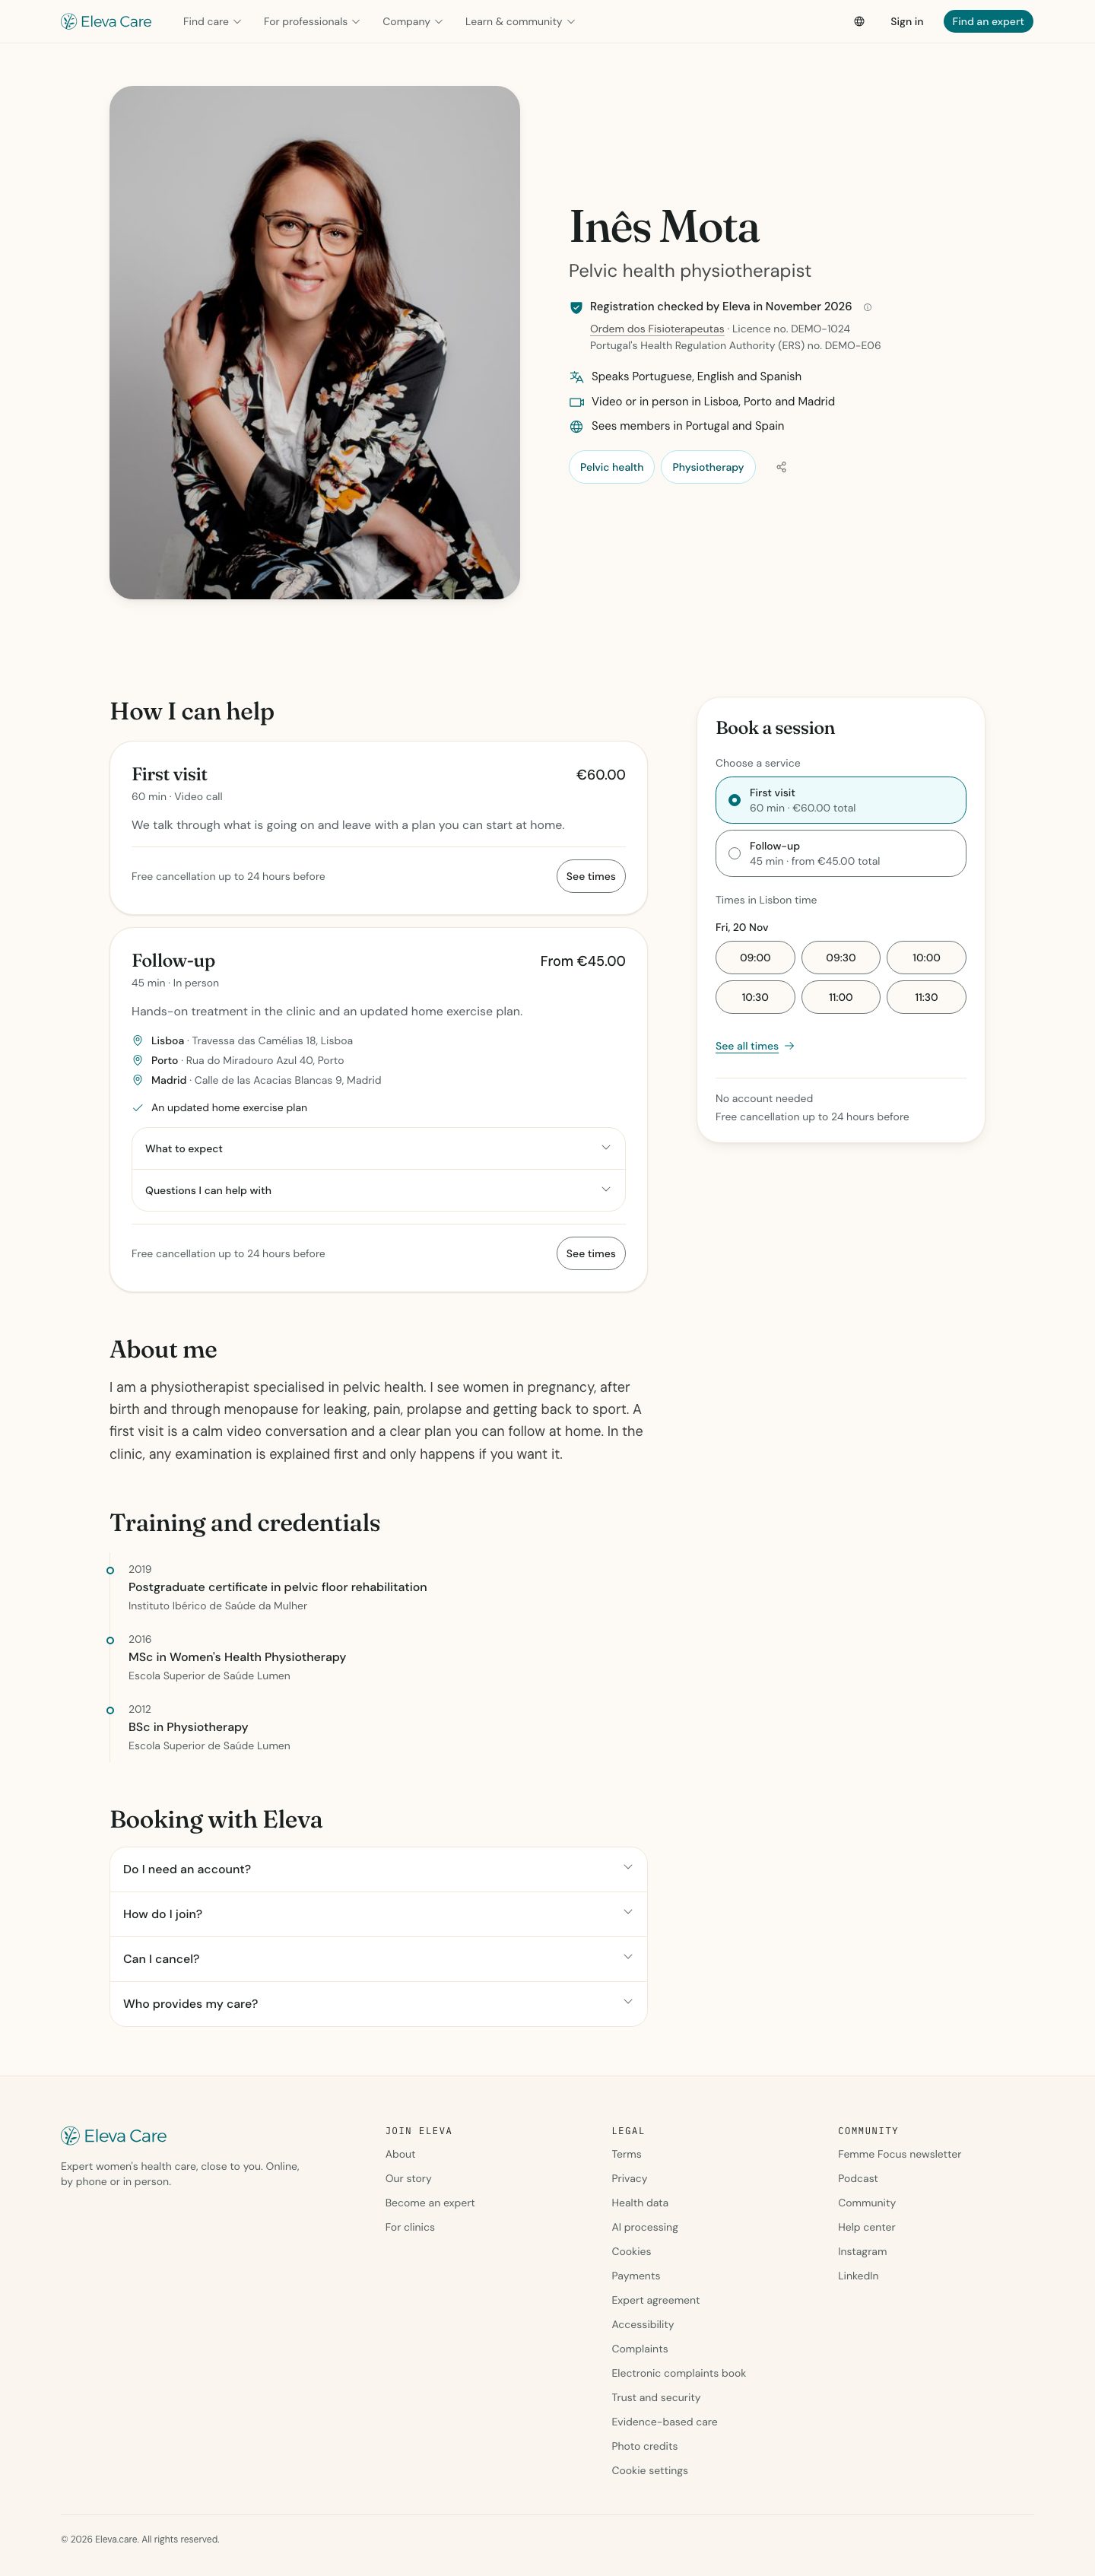 Eleva Care
Find care
For professionals
Company
Learn & community
Sign in
Find an expert
Inês Mota
Pelvic health physiotherapist
Registration checked by Eleva in November 2026
Ordem dos Fisioterapeutas · Licence no. DEMO-1024
Portugal's Health Regulation Authority (ERS) no. DEMO-E06
Speaks Portuguese, English and Spanish
Video or in person in Lisboa, Porto and Madrid
Sees members in Portugal and Spain
Pelvic health
Physiotherapy
How I can help
First visit
€60.00
60 min · Video call
We talk through what is going on and leave with a plan you can start at home.
Free cancellation up to 24 hours before
See times
Follow-up
From €45.00
45 min · In person
Hands-on treatment in the clinic and an updated home exercise plan.
Lisboa · Travessa das Camélias 18, Lisboa
Porto · Rua do Miradouro Azul 40, Porto
Madrid · Calle de las Acacias Blancas 9, Madrid
An updated home exercise plan
What to expect
Questions I can help with
Free cancellation up to 24 hours before
See times
Book a session
Choose a service
First visit
60 min · €60.00 total
Follow-up
45 min · from €45.00 total
Times in Lisbon time
Fri, 20 Nov
09:00
09:30
10:00
10:30
11:00
11:30
See all times
No account needed
Free cancellation up to 24 hours before
About me
I am a physiotherapist specialised in pelvic health. I see women in pregnancy, after
birth and through menopause for leaking, pain, prolapse and getting back to sport. A
first visit is a calm video conversation and a clear plan you can follow at home. In the
clinic, any examination is explained first and only happens if you want it.
Training and credentials
2019
Postgraduate certificate in pelvic floor rehabilitation
Instituto Ibérico de Saúde da Mulher
2016
MSc in Women's Health Physiotherapy
Escola Superior de Saúde Lumen
2012
BSc in Physiotherapy
Escola Superior de Saúde Lumen
Booking with Eleva
Do I need an account?
How do I join?
Can I cancel?
Who provides my care?
Eleva Care
Expert women's health care, close to you. Online,
by phone or in person.
JOIN ELEVA
About
Our story
Become an expert
For clinics
LEGAL
Terms
Privacy
Health data
AI processing
Cookies
Payments
Expert agreement
Accessibility
Complaints
Electronic complaints book
Trust and security
Evidence-based care
Photo credits
Cookie settings
COMMUNITY
Femme Focus newsletter
Podcast
Community
Help center
Instagram
LinkedIn
© 2026 Eleva.care. All rights reserved.